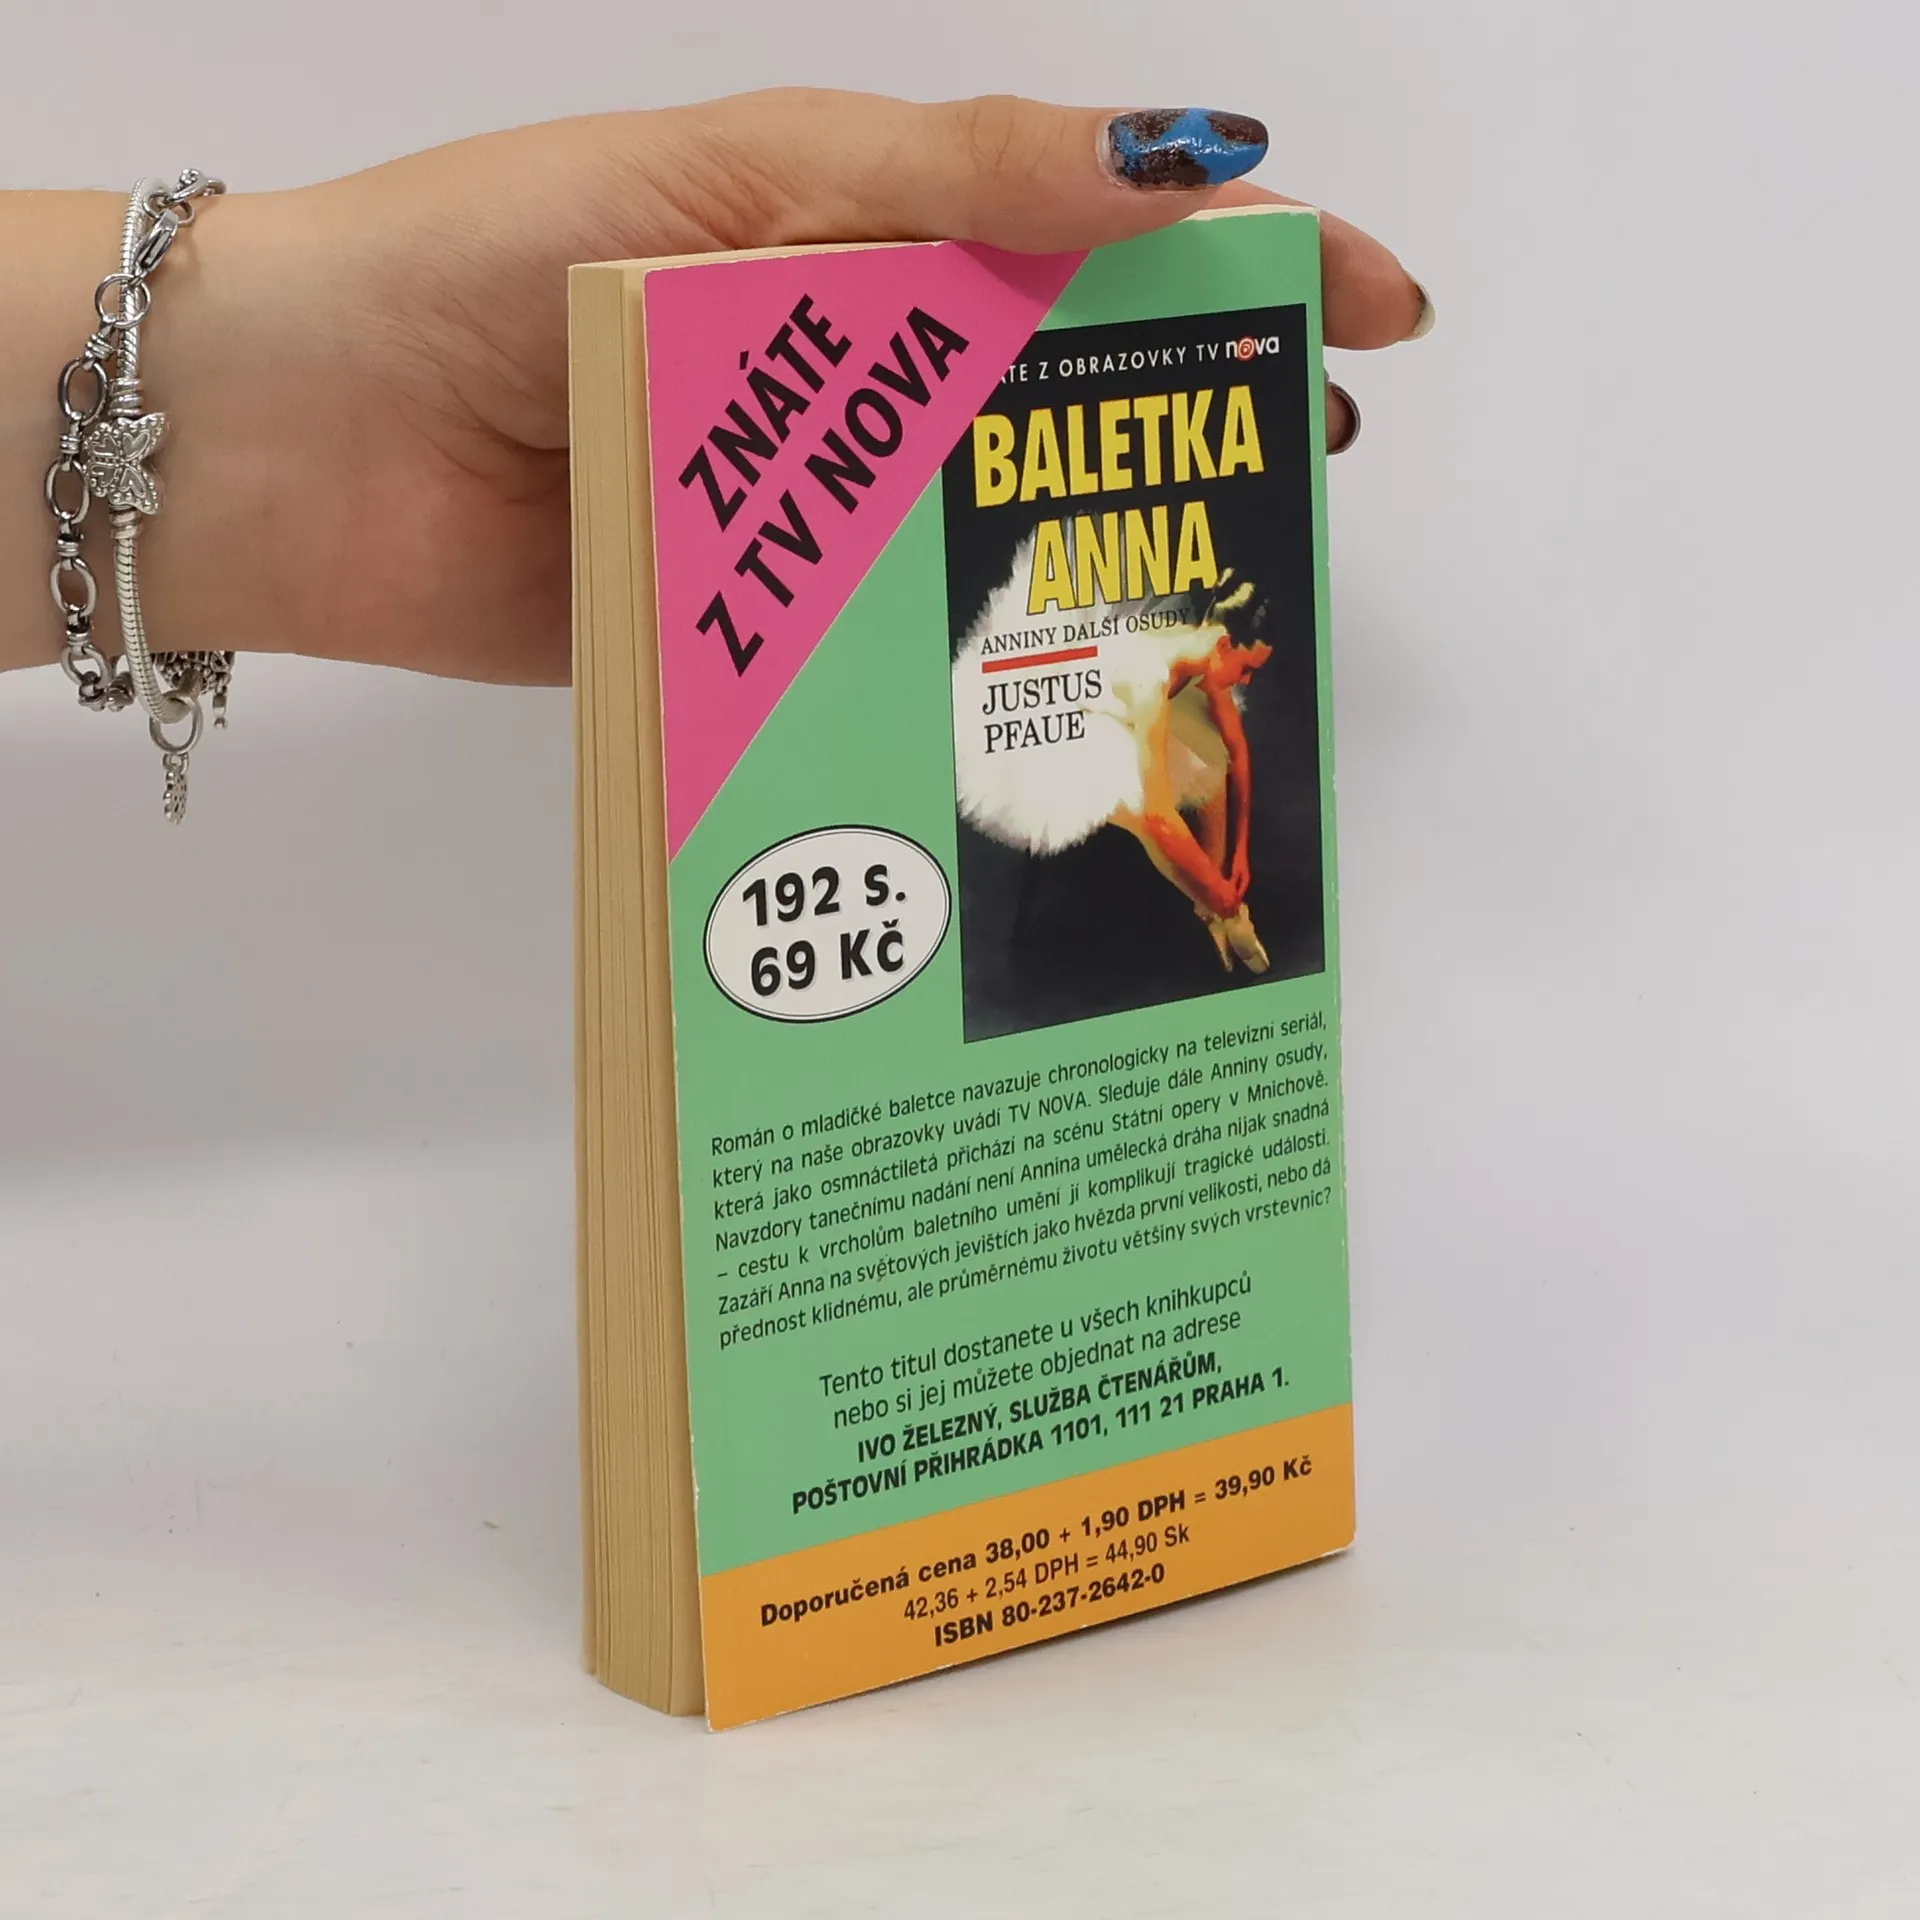 ZNÁTE
Z TV NOVA
TE Z OBRAZOVKY TV nova
BALETKA
ANNA
ANNINY DALŠÍ OSUDY
JUSTUS
PFAUE
192 s.
69 Kč
Román o mladičké baletce navazuje chronologicky na televizní seriál,
který na naše obrazovky uvádí TV NOVA. Sleduje dále Anniny osudy,
která jako osmnáctiletá přichází na scénu Státní opery v Mnichově.
Navzdory tanečnímu nadání není Annina umělecká dráha nijak snadná
– cestu k vrcholům baletního umění jí komplikují tragické události.
Zazáří Anna na světových jevištích jako hvězda první velikosti, nebo dá
přednost klidnému, ale průměrnému životu většiny svých vrstevnic?
Tento titul dostanete u všech knihkupců
nebo si jej můžete objednat na adrese
IVO ŽELEZNÝ, SLUŽBA ČTENÁŘŮM,
POŠTOVNÍ PŘIHRÁDKA 1101, 111 21 PRAHA 1.
Doporučená cena 38,00 + 1,90 DPH = 39,90 Kč
42,36 + 2,54 DPH = 44,90 Sk
ISBN 80-237-2642-0